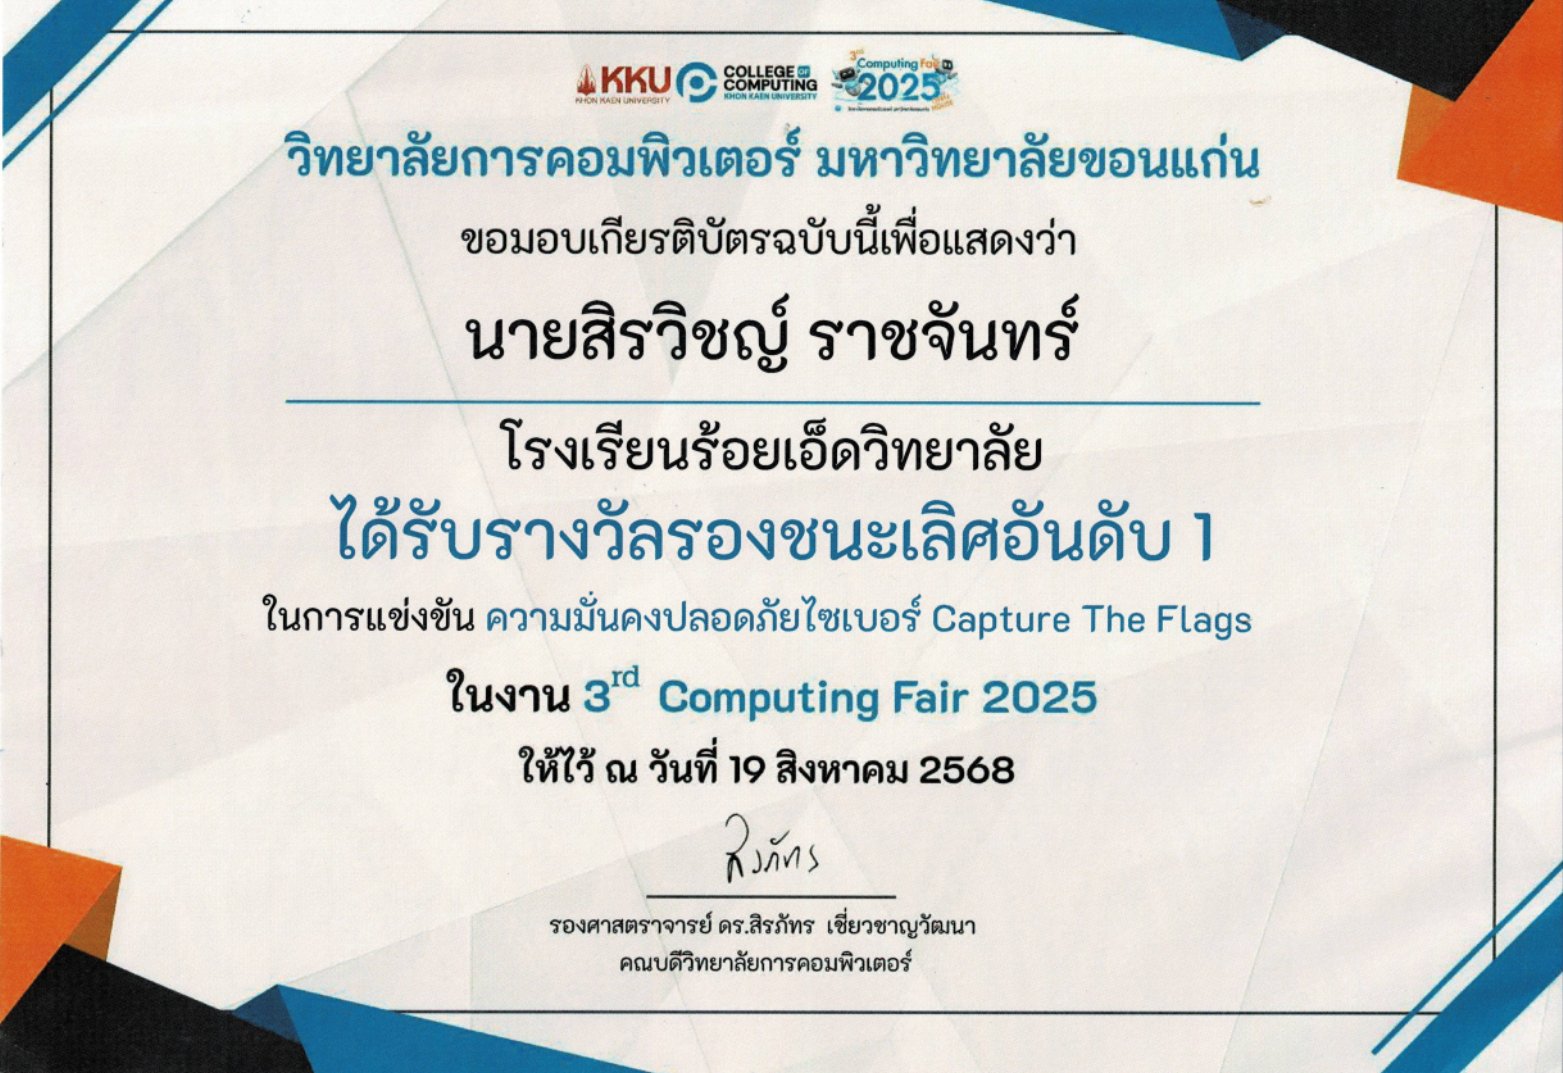 KKU
KHON KAEN UNIVERSITY
COLLEGE OF
COMPUTING
KHON KAEN UNIVERSITY
3rd
Computing Fair
2025
วิทยาลัยการคอมพิวเตอร์ มหาวิทยาลัยขอนแก่น
ขอมอบเกียรติบัตรฉบับนี้เพื่อแสดงว่า
นายสิรวิชญ์ ราชจันทร์
โรงเรียนร้อยเอ็ดวิทยาลัย
ได้รับรางวัลรองชนะเลิศอันดับ 1
ในการแข่งขัน ความมั่นคงปลอดภัยไซเบอร์ Capture The Flags
ในงาน 3rd Computing Fair 2025
ให้ไว้ ณ วันที่ 19 สิงหาคม 2568
สิรภัทร
รองศาสตราจารย์ ดร.สิรภัทร เชี่ยวชาญวัฒนา
คณบดีวิทยาลัยการคอมพิวเตอร์